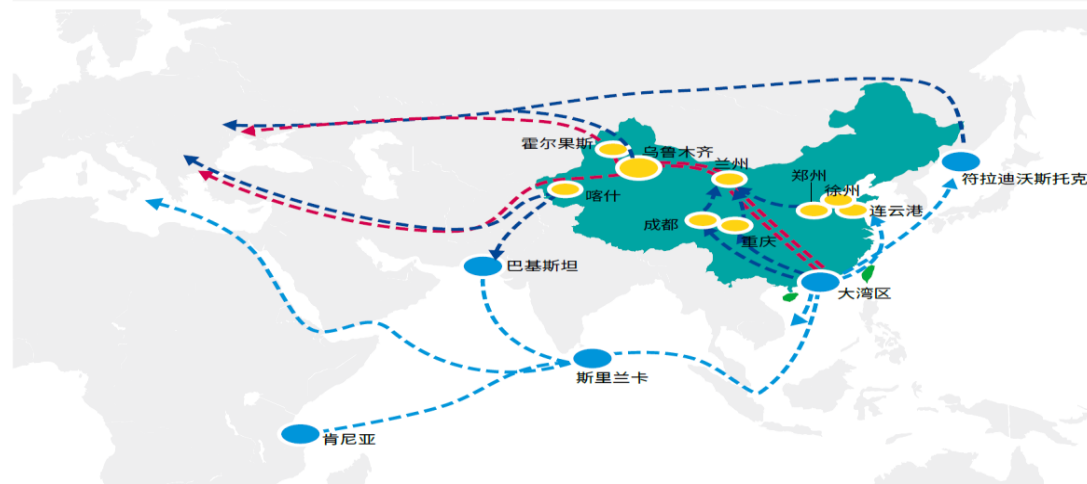 霍尔果斯
乌鲁木齐
兰州
郑州
徐州
符拉迪沃斯托克
喀什
成都
重庆
连云港
巴基斯坦
大湾区
斯里兰卡
肯尼亚